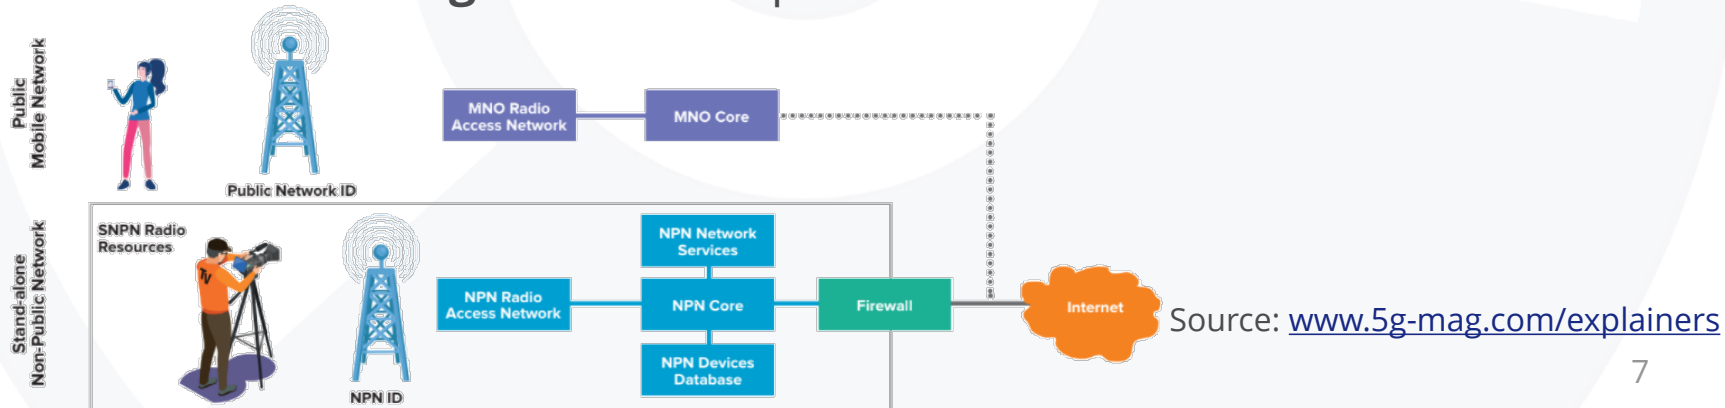 Public
Mobile Network
MNO Radio
Access Network
MNO Core
Public Network ID
Stand-alone
Non-Public Network
SNPN Radio
Resources
TV
NPN ID
NPN Network
Services
NPN Radio
Access Network
NPN Core
Firewall
Internet
NPN Devices
Database
Source: www.5g-mag.com/explainers
7